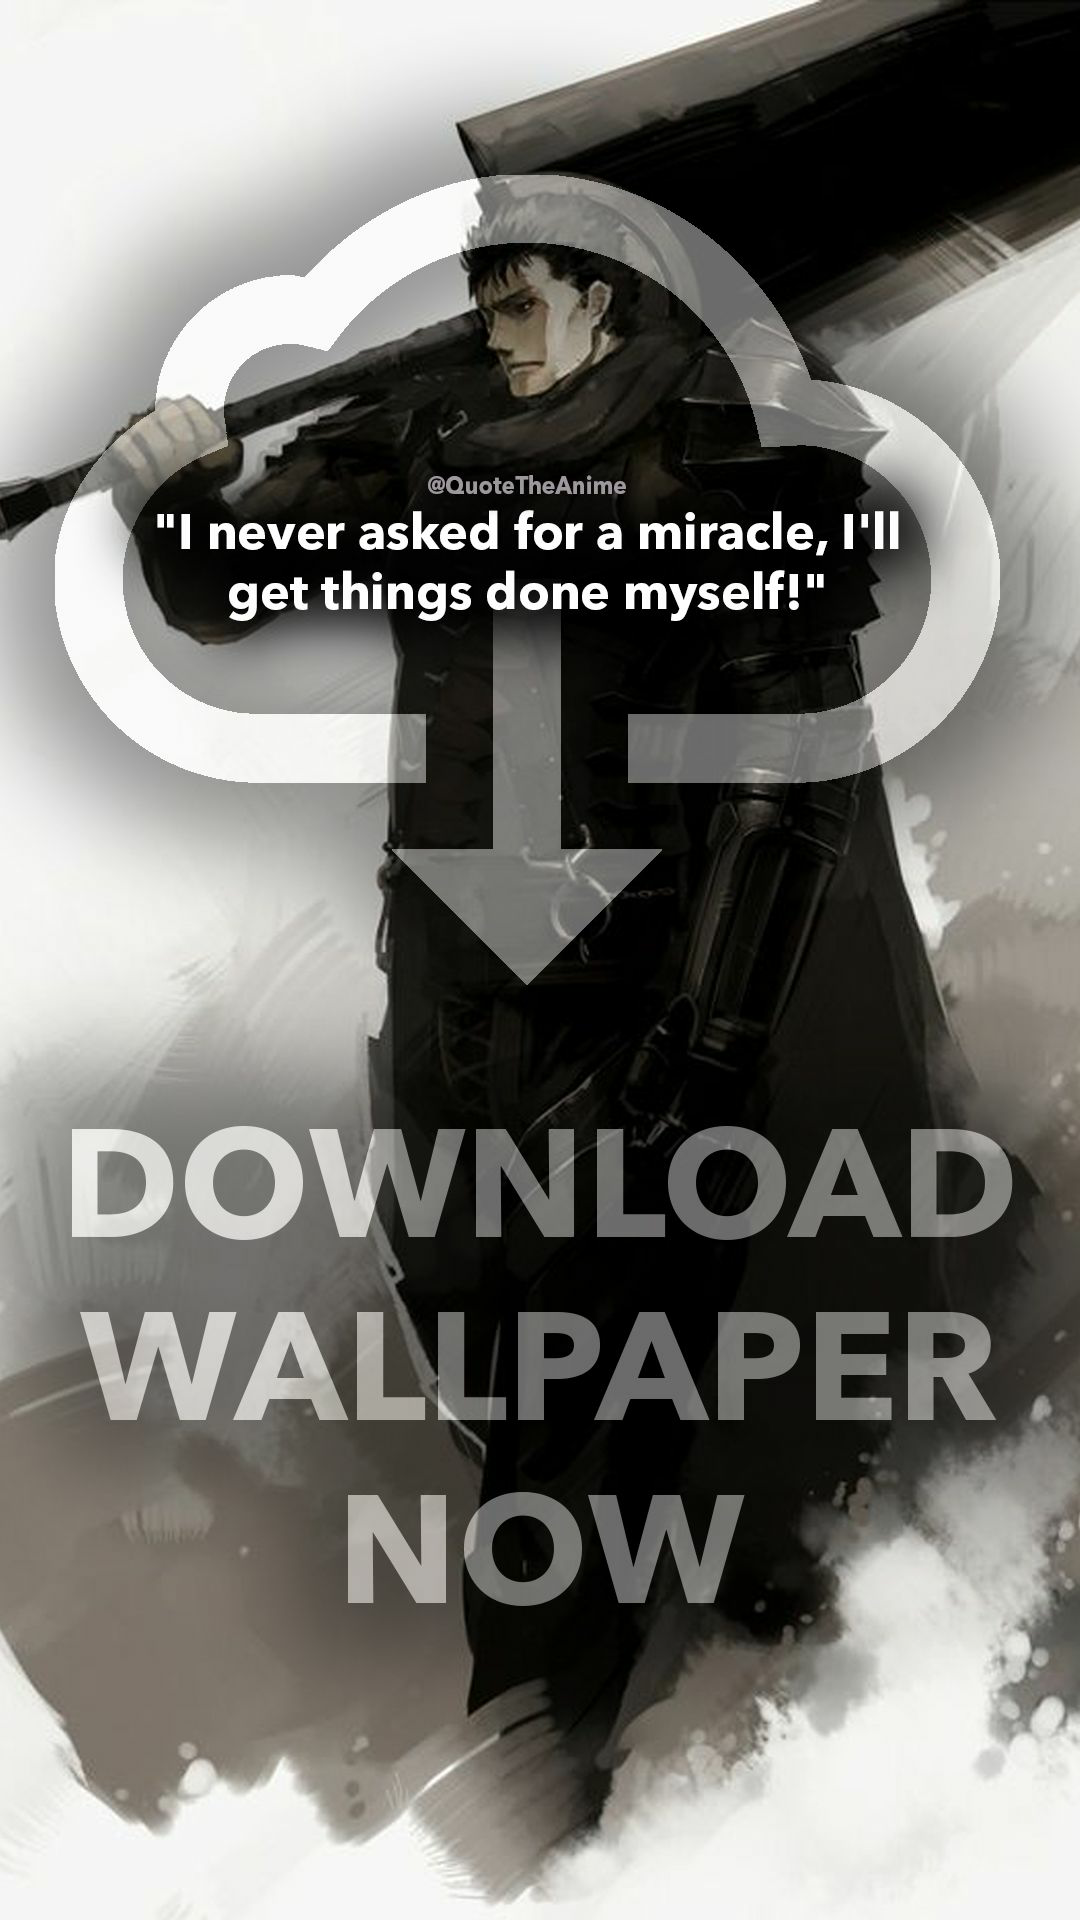 @QuoteTheAnime
"I never asked for a miracle, I'll
get things done myself!"
DOWNLOAD
WALLPAPER
NOW